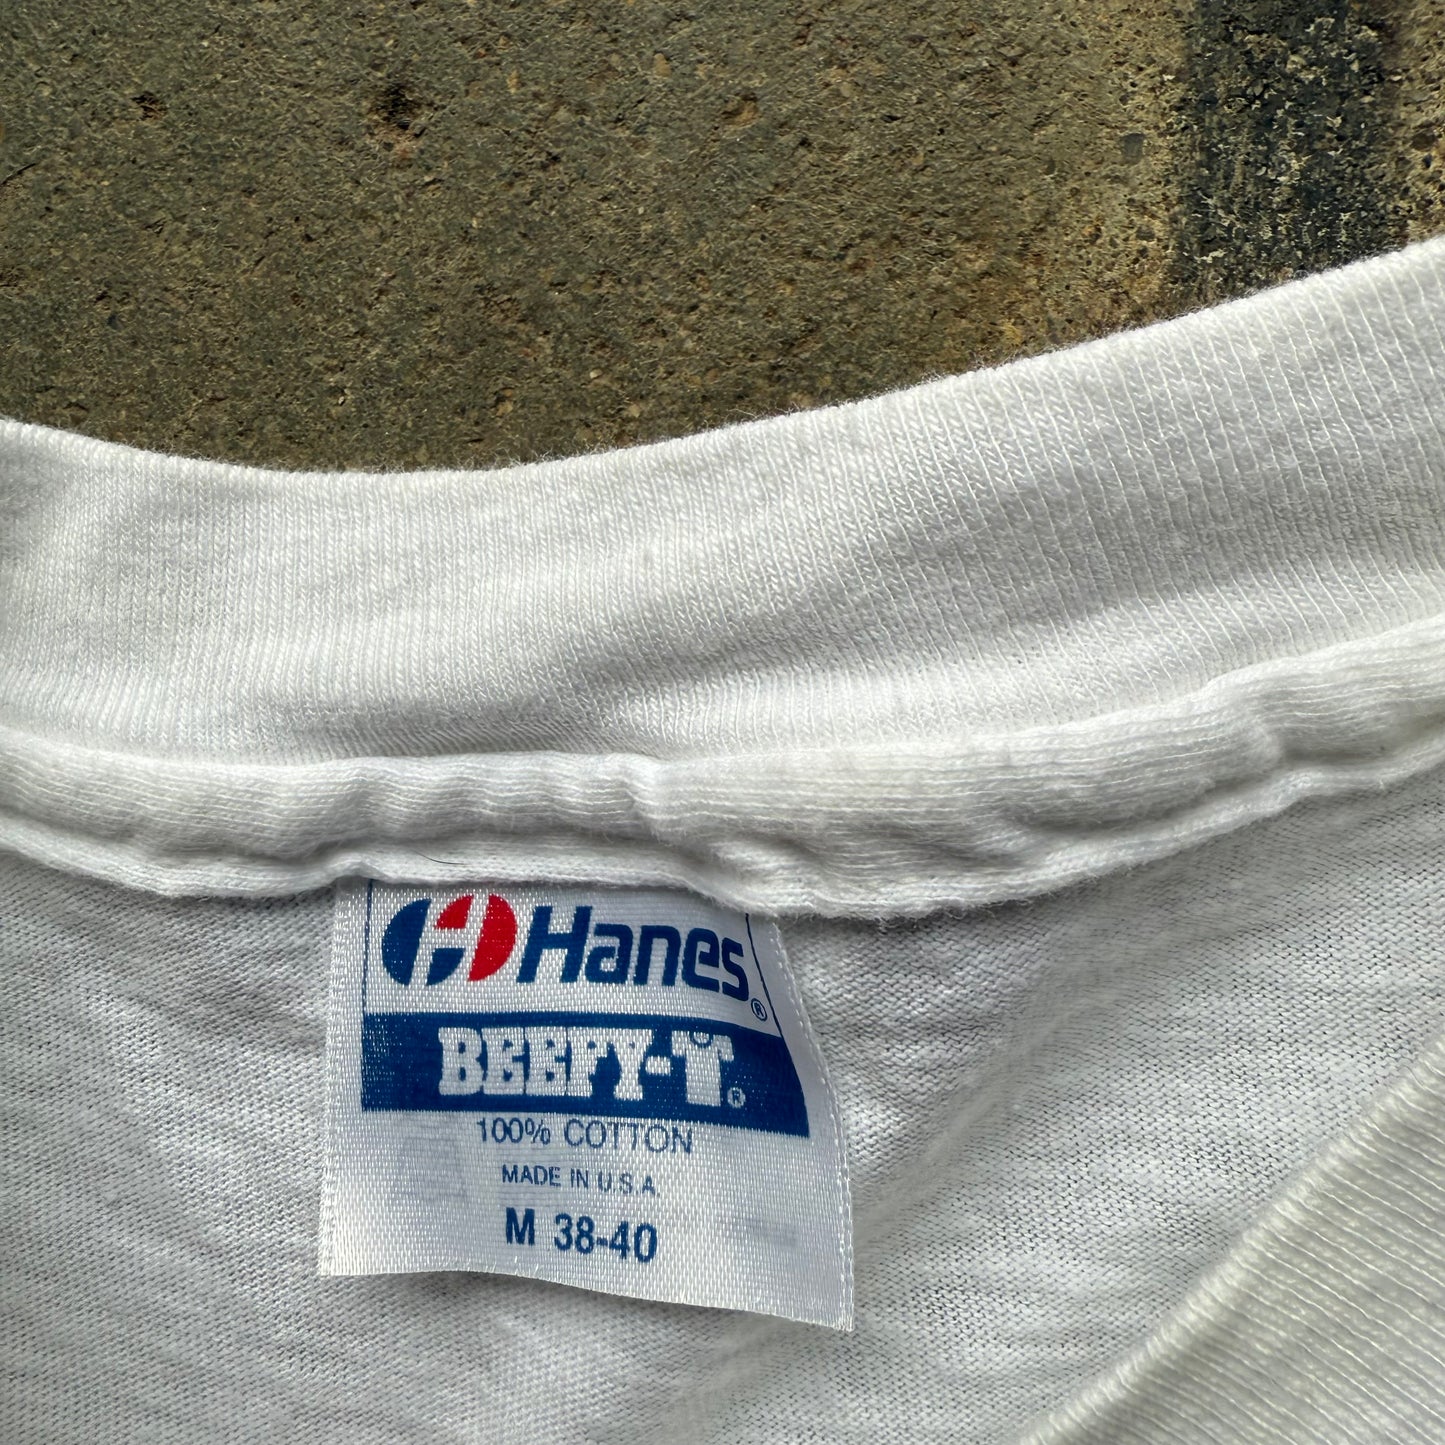 Hanes®
BEEFY-T®
100% COTTON
MADE IN U.S.A.
M 38-40